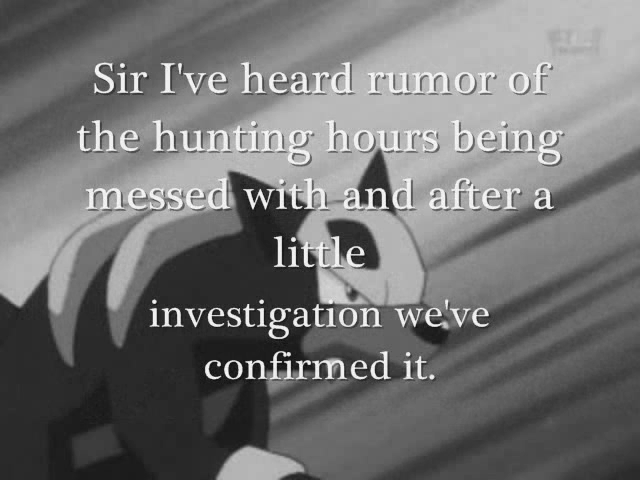 Sir I've heard rumor of
the hunting hours being
messed with and after a
little
investigation we've
confirmed it.